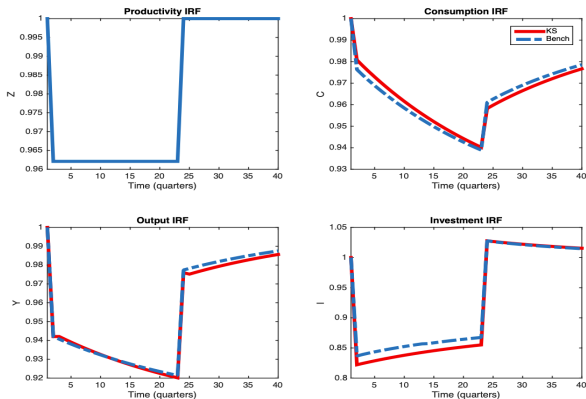 Productivity IRF
1
0.995
0.99
0.985
0.98
0.975
0.97
0.965
0.96
Z
5 10 15 20 25 30 35 40
Time (quarters)
Consumption IRF
KS
Bench
1
0.99
0.98
0.97
0.96
0.95
0.94
0.93
C
5 10 15 20 25 30 35 40
Time (quarters)
Output IRF
1
0.99
0.98
0.97
0.96
0.95
0.94
0.93
0.92
Y
5 10 15 20 25 30 35 40
Time (quarters)
Investment IRF
1.05
1
0.95
0.9
0.85
0.8
I
5 10 15 20 25 30 35 40
Time (quarters)